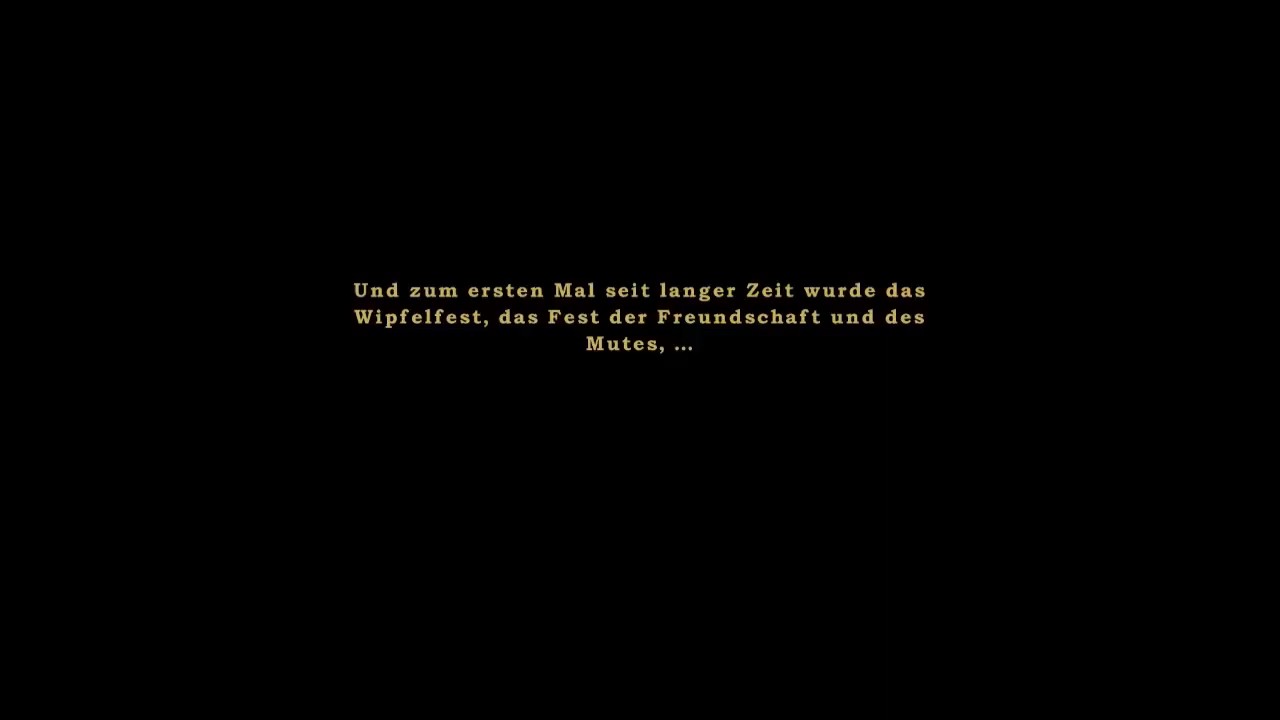 Und zum ersten Mal seit langer Zeit wurde das
Wipfelfest, das Fest der Freundschaft und des
Mutes, ...